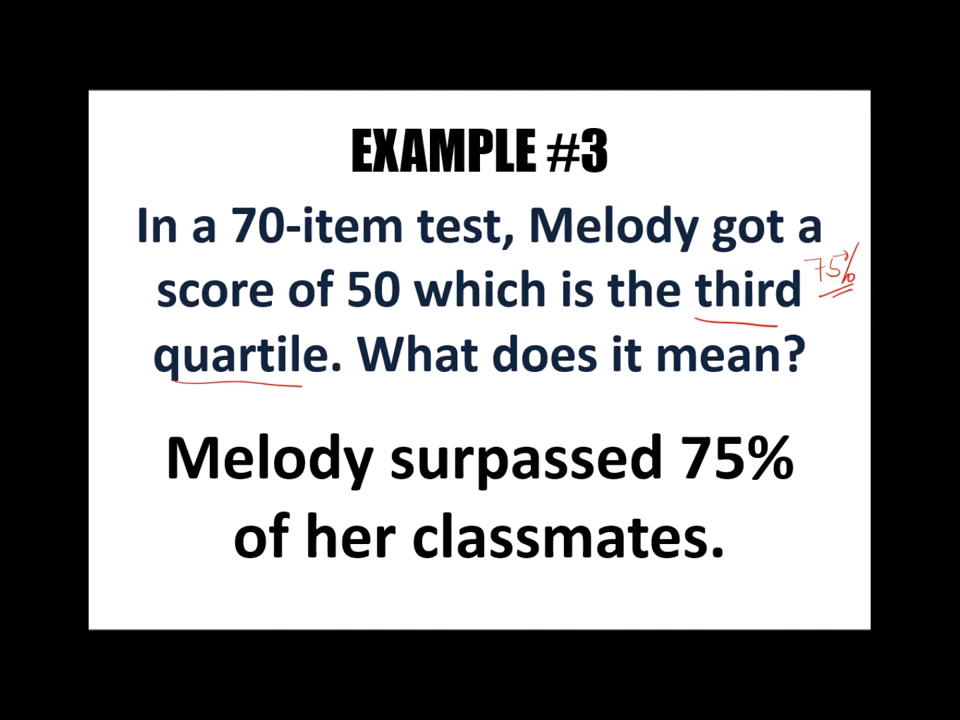 EXAMPLE #3
In a 70-item test, Melody got a
score of 50 which is the third 75%
quartile. What does it mean?
Melody surpassed 75%
of her classmates.